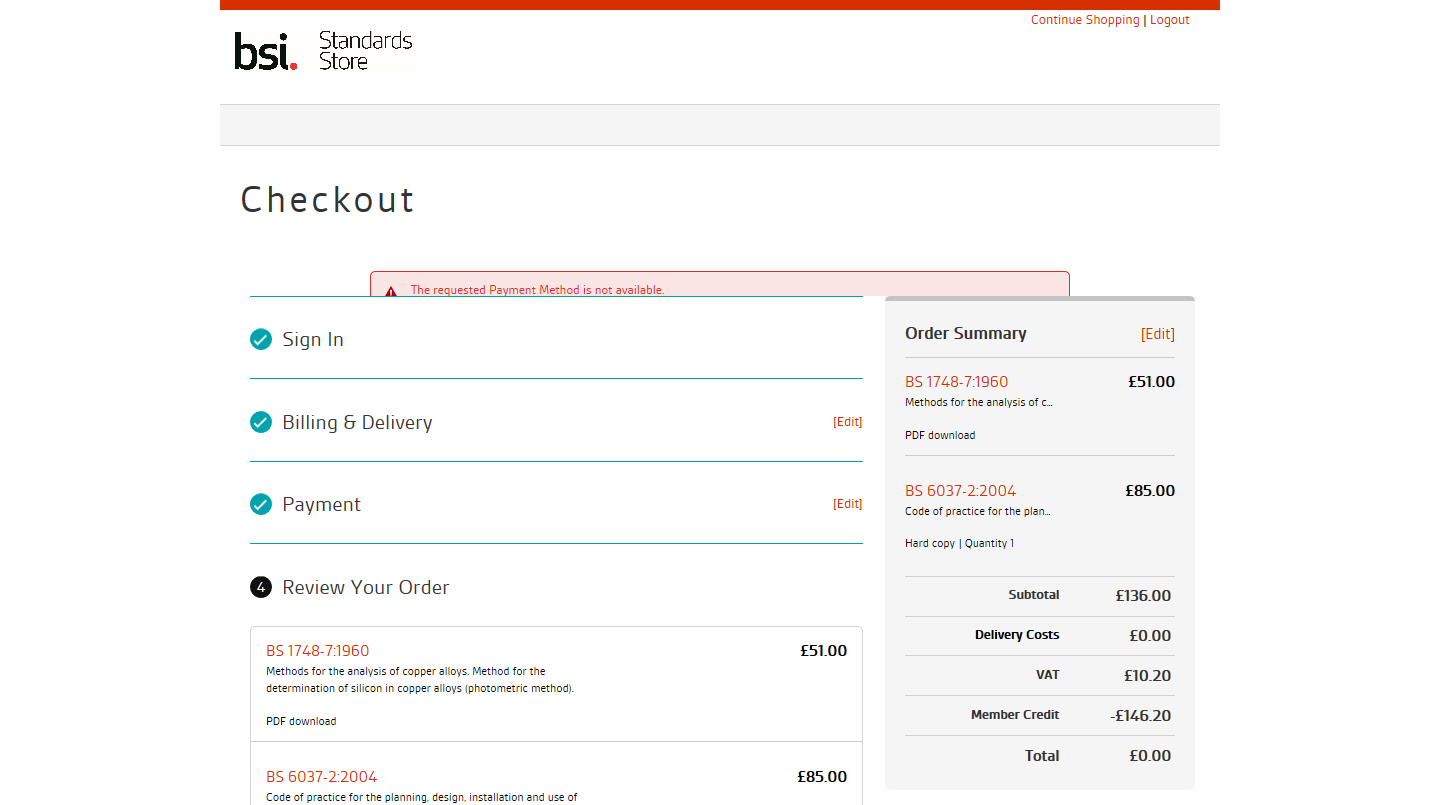 Continue Shopping | Logout
bsi. Standards
Store
Checkout
The requested Payment Method is not available.
Sign In
Billing & Delivery [Edit]
Payment [Edit]
4 Review Your Order
BS 1748-7:1960 £51.00
Methods for the analysis of copper alloys. Method for the
determination of silicon in copper alloys (photometric method).
PDF download
BS 6037-2:2004 £85.00
Code of practice for the planning, design, installation and use of
Order Summary [Edit]
BS 1748-7:1960 £51.00
Methods for the analysis of c...
PDF download
BS 6037-2:2004 £85.00
Code of practice for the plan...
Hard copy | Quantity 1
Subtotal £136.00
Delivery Costs £0.00
VAT £10.20
Member Credit -£146.20
Total £0.00